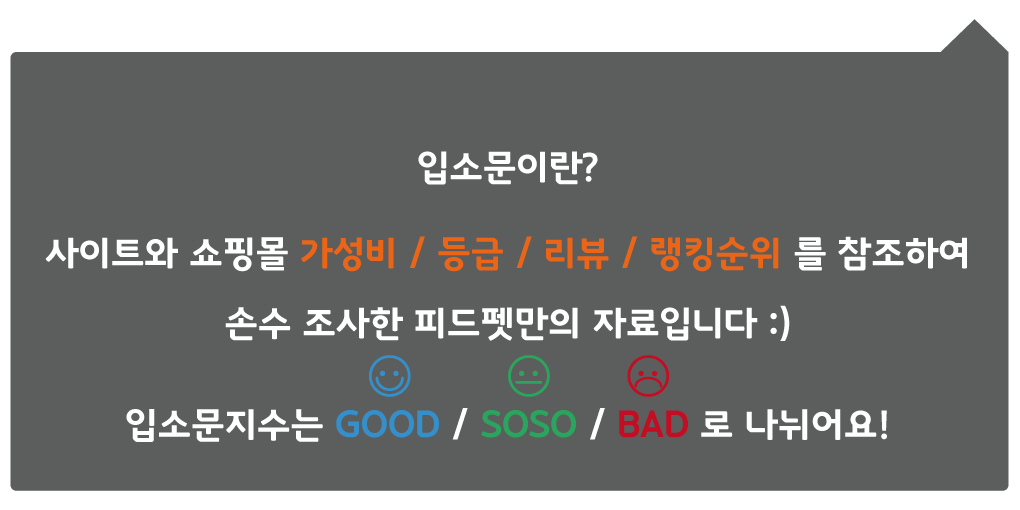 입소문이란?
사이트와 쇼핑몰 가성비 / 등급 / 리뷰 / 랭킹순위 를 참조하여
손수 조사한 피드펫만의 자료입니다 :)
입소문지수는 GOOD / SOSO / BAD 로 나뉘어요!